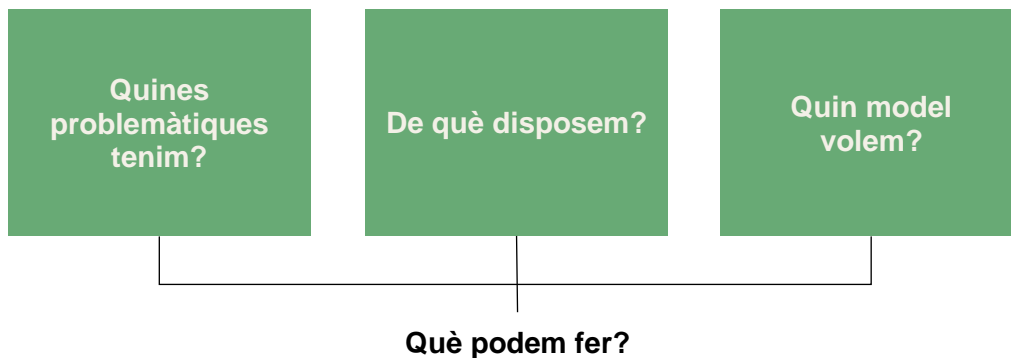 Quines
problemàtiques
tenim?
De què disposem?
Quin model
volem?
Què podem fer?